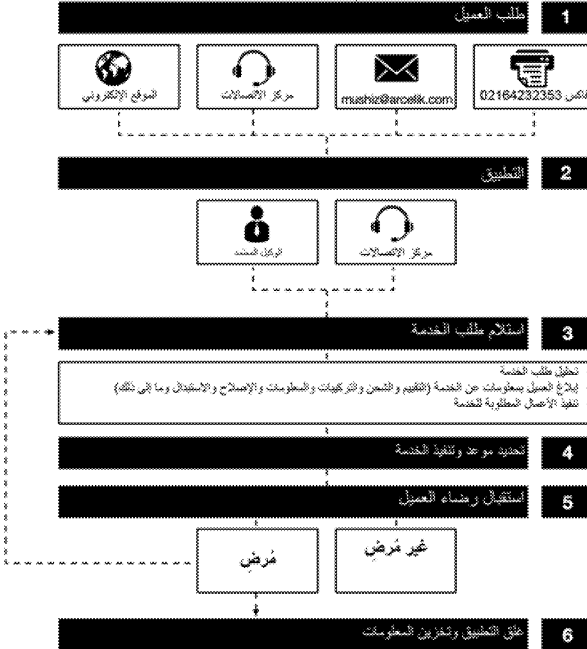 1 طلب العميل
فاكس 02164232353
mushiz@arcelik.com
مركز الاتصالات
الموقع الإلكتروني
2 التطبيق
مركز الاتصالات
الوكيل المعتمد
3 استلام طلب الخدمة
تحليل طلب الخدمة
إبلاغ العميل بمعلومات عن الخدمة (التقييم والشحن والتركيبات والمعلومات والإصلاح والاستبدال وما إلى ذلك)
تنفيذ الأعمال المطلوبة للخدمة
4 تحديد موعد وتنفيذ الخدمة
5 استقبال رضاء العميل
غير مُرضٍ
مُرضٍ
6 غلق التطبيق وتخزين المعلومات